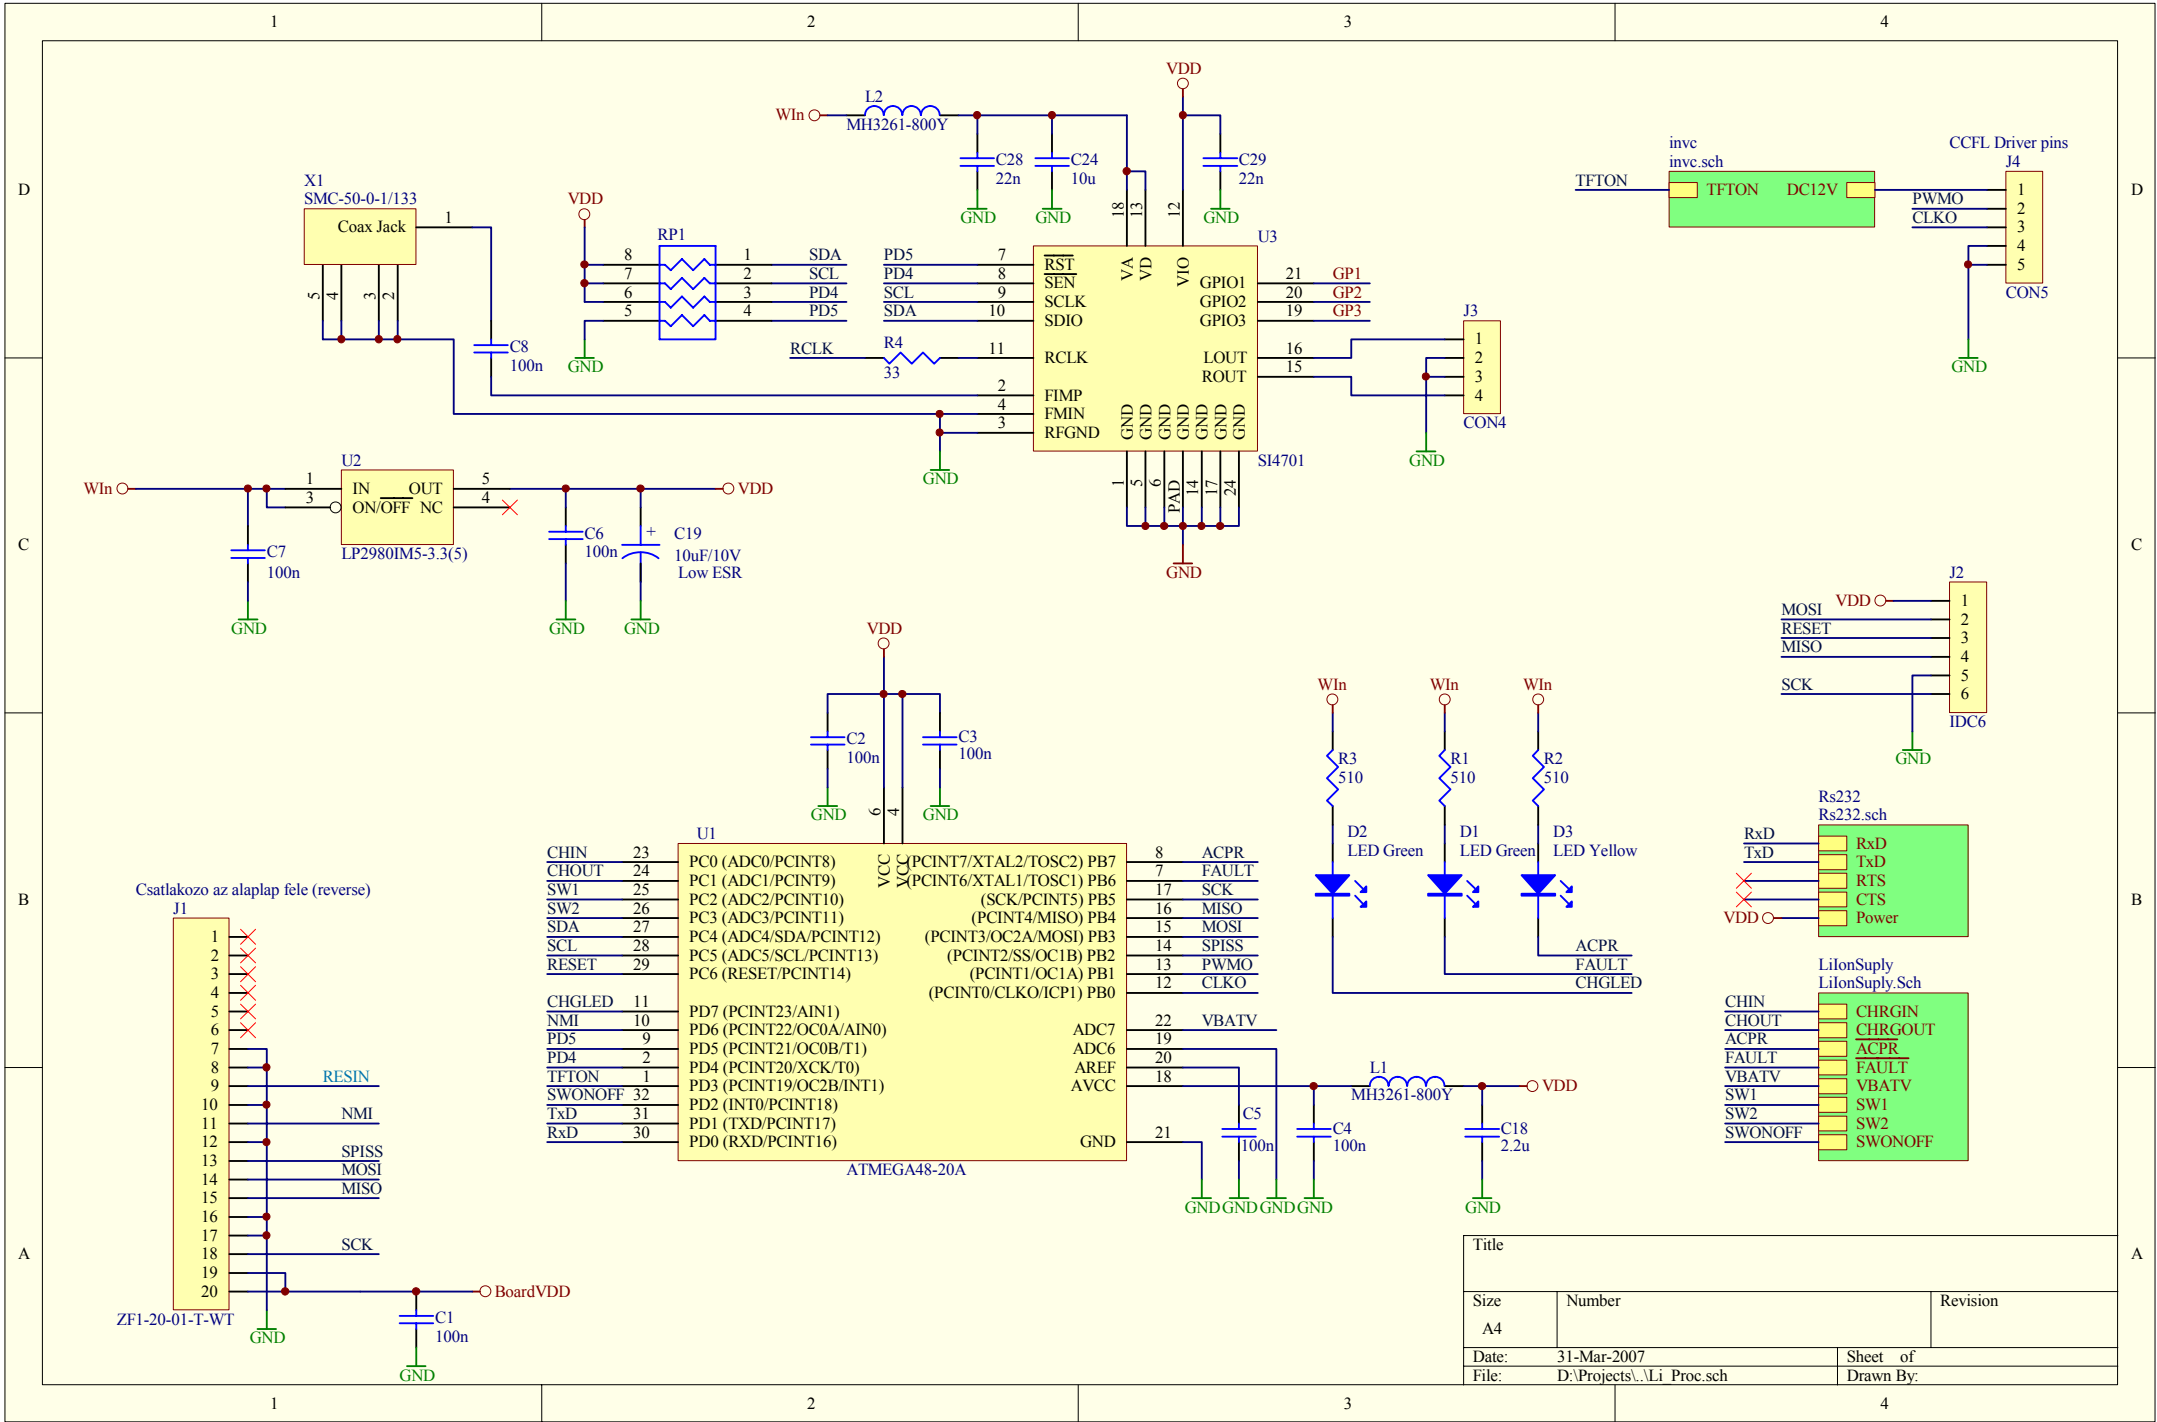 1 2 3 4
D D
C C
B B
A A
1 2 3 4
X1
SMC-50-0-1/133
Coax Jack
1
5 4 3 2
C8
100n
VDD
RP1
8 1 SDA
7 2 SCL
6 3 PD4
5 4 PD5
GND
WIn
L2
MH3261-800Y
C28
22n
GND
C24
10u
GND
VDD
C29
22n
GND
18 13 12
U3
VA VD VIO
PD5 7 RST
PD4 8 SEN
SCL 9 SCLK
SDA 10 SDIO
RCLK
R4
33
11 RCLK
2 FIMP
4 FMIN
3 RFGND
GND
GPIO1 21 GP1
GPIO2 20 GP2
GPIO3 19 GP3
LOUT 16
ROUT 15
GND GND GND GND GND GND GND
1 5 6 PAD 14 17 24
SI4701
GND
J3
1
2
3
4
CON4
GND
invc
invc.sch
TFTON
TFTON DC12V
CCFL Driver pins
J4
1
PWMO 2
CLKO 3
4
5
CON5
GND
WIn
U2
1 IN OUT 5
3 ON/OFF NC 4
LP2980IM5-3.3(5)
VDD
C7
100n
GND
C6
100n
GND
+
C19
10uF/10V
Low ESR
GND
J2
VDD 1
MOSI 2
RESET 3
MISO 4
5
SCK 6
IDC6
GND
VDD
C2
100n
GND
C3
100n
GND
6 4
U1
VCC VCC
CHIN 23 PC0 (ADC0/PCINT8)
CHOUT 24 PC1 (ADC1/PCINT9)
SW1 25 PC2 (ADC2/PCINT10)
SW2 26 PC3 (ADC3/PCINT11)
SDA 27 PC4 (ADC4/SDA/PCINT12)
SCL 28 PC5 (ADC5/SCL/PCINT13)
RESET 29 PC6 (RESET/PCINT14)
CHGLED 11 PD7 (PCINT23/AIN1)
NMI 10 PD6 (PCINT22/OC0A/AIN0)
PD5 9 PD5 (PCINT21/OC0B/T1)
PD4 2 PD4 (PCINT20/XCK/T0)
TFTON 1 PD3 (PCINT19/OC2B/INT1)
SWONOFF 32 PD2 (INT0/PCINT18)
TxD 31 PD1 (TXD/PCINT17)
RxD 30 PD0 (RXD/PCINT16)
(PCINT7/XTAL2/TOSC2) PB7 8 ACPR
(PCINT6/XTAL1/TOSC1) PB6 7 FAULT
(SCK/PCINT5) PB5 17 SCK
(PCINT4/MISO) PB4 16 MISO
(PCINT3/OC2A/MOSI) PB3 15 MOSI
(PCINT2/SS/OC1B) PB2 14 SPISS
(PCINT1/OC1A) PB1 13 PWMO
(PCINT0/CLKO/ICP1) PB0 12 CLKO
ADC7 22 VBATV
ADC6 19
AREF 20
AVCC 18
GND 21
ATMEGA48-20A
L1
MH3261-800Y
VDD
C5
100n
C4
100n
C18
2.2u
GND GND GND GND GND
WIn WIn WIn
R3
510
R1
510
R2
510
D2
LED Green
D1
LED Green
D3
LED Yellow
ACPR
FAULT
CHGLED
Rs232
Rs232.sch
RxD RxD
TxD TxD
RTS
CTS
VDD Power
LiIonSuply
LiIonSuply.Sch
CHIN CHRGIN
CHOUT CHRGOUT
ACPR ACPR
FAULT FAULT
VBATV VBATV
SW1 SW1
SW2 SW2
SWONOFF SWONOFF
Csatlakozo az alaplap fele (reverse)
J1
1
2
3
4
5
6
7
8
9 RESIN
10
11 NMI
12
13 SPISS
14 MOSI
15 MISO
16
17
18 SCK
19
20 BoardVDD
ZF1-20-01-T-WT
GND
C1
100n
GND
Title
Size Number Revision
A4
Date: 31-Mar-2007 Sheet of
File: D:\Projects\..\Li_Proc.sch Drawn By: